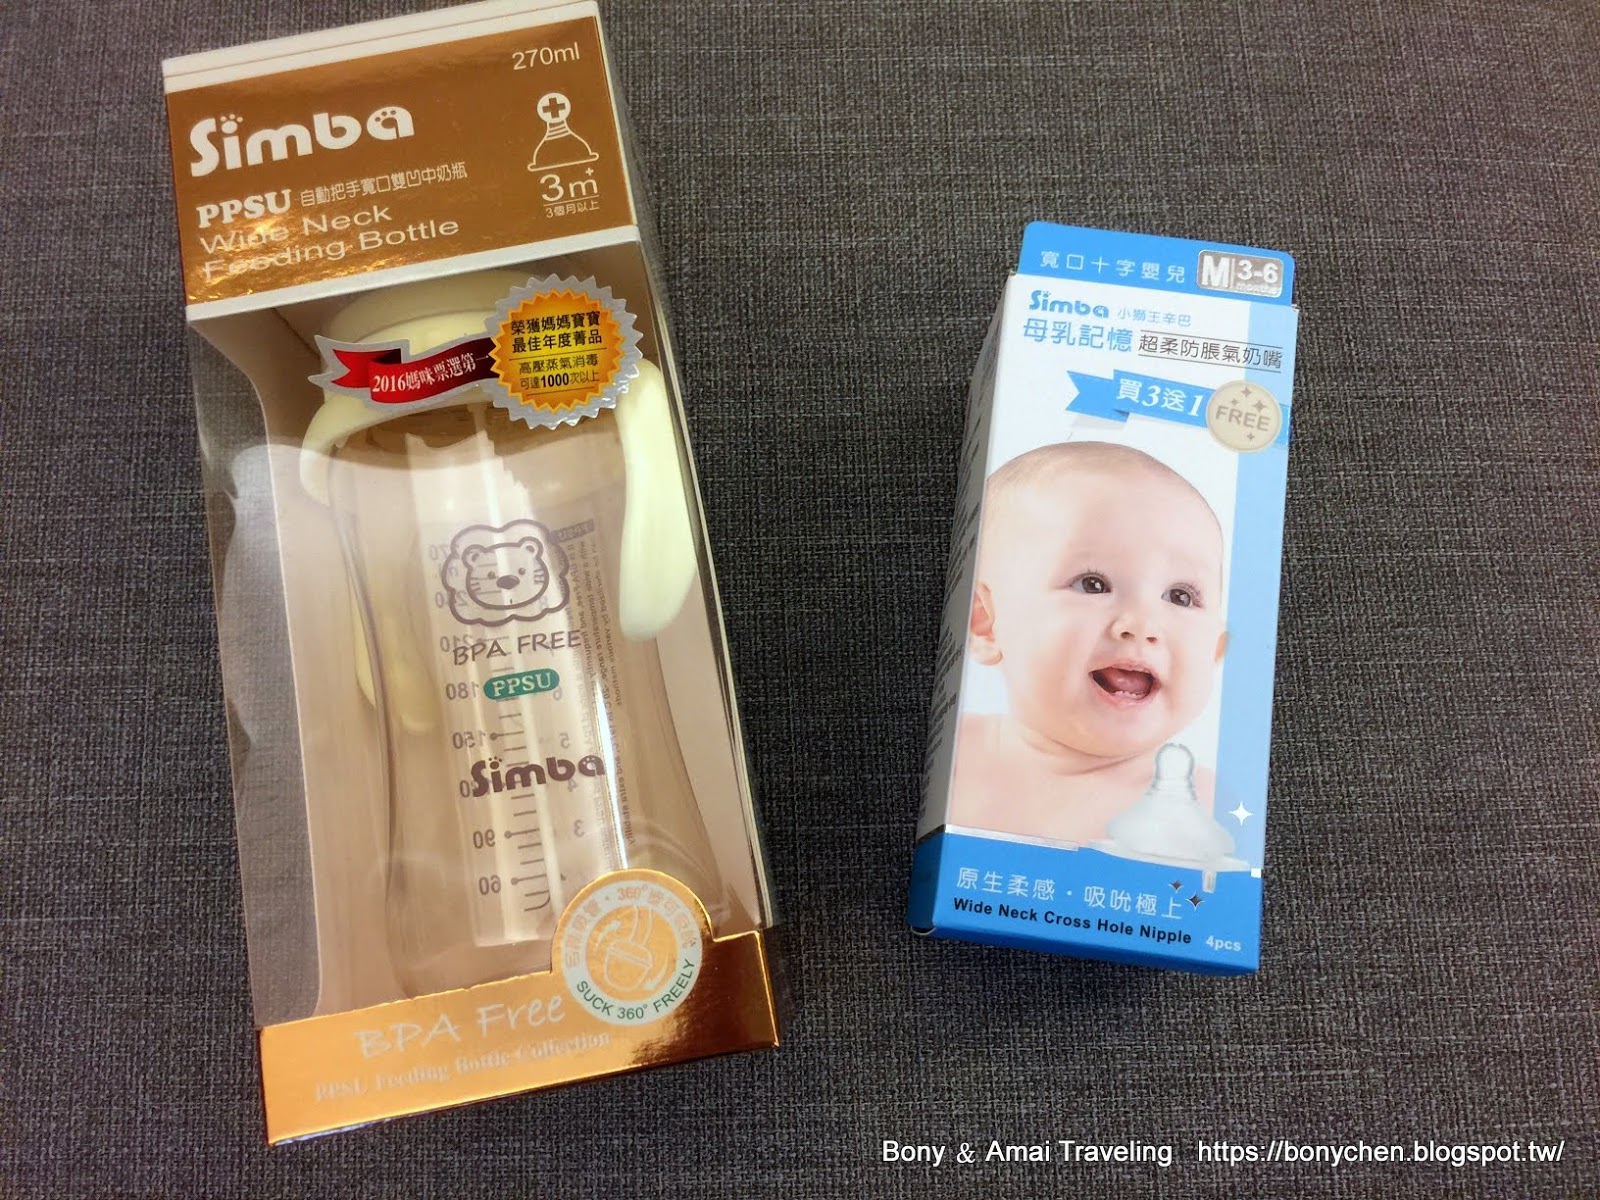 270ml
Simba
3m+
3個月以上
PPSU 自動把手寬口雙凹中奶瓶
Wide Neck
Feeding Bottle
榮獲媽媽寶寶
最佳年度菁品
高壓蒸氣消毒
可達1000次以上
2016媽咪票選第一
BPA FREE
PPSU
180
150
Simba
90
60
360°
SUCK 360° FREELY
BPA Free
PPSU Feeding Bottle Collection
寬口十字嬰兒 M 3-6
months
Simba 小獅王辛巴
母乳記憶 超柔防脹氣奶嘴
買3送1 FREE
原生柔感・吸吮極上
Wide Neck Cross Hole Nipple 4pcs
Bony & Amai Traveling https://bonychen.blogspot.tw/